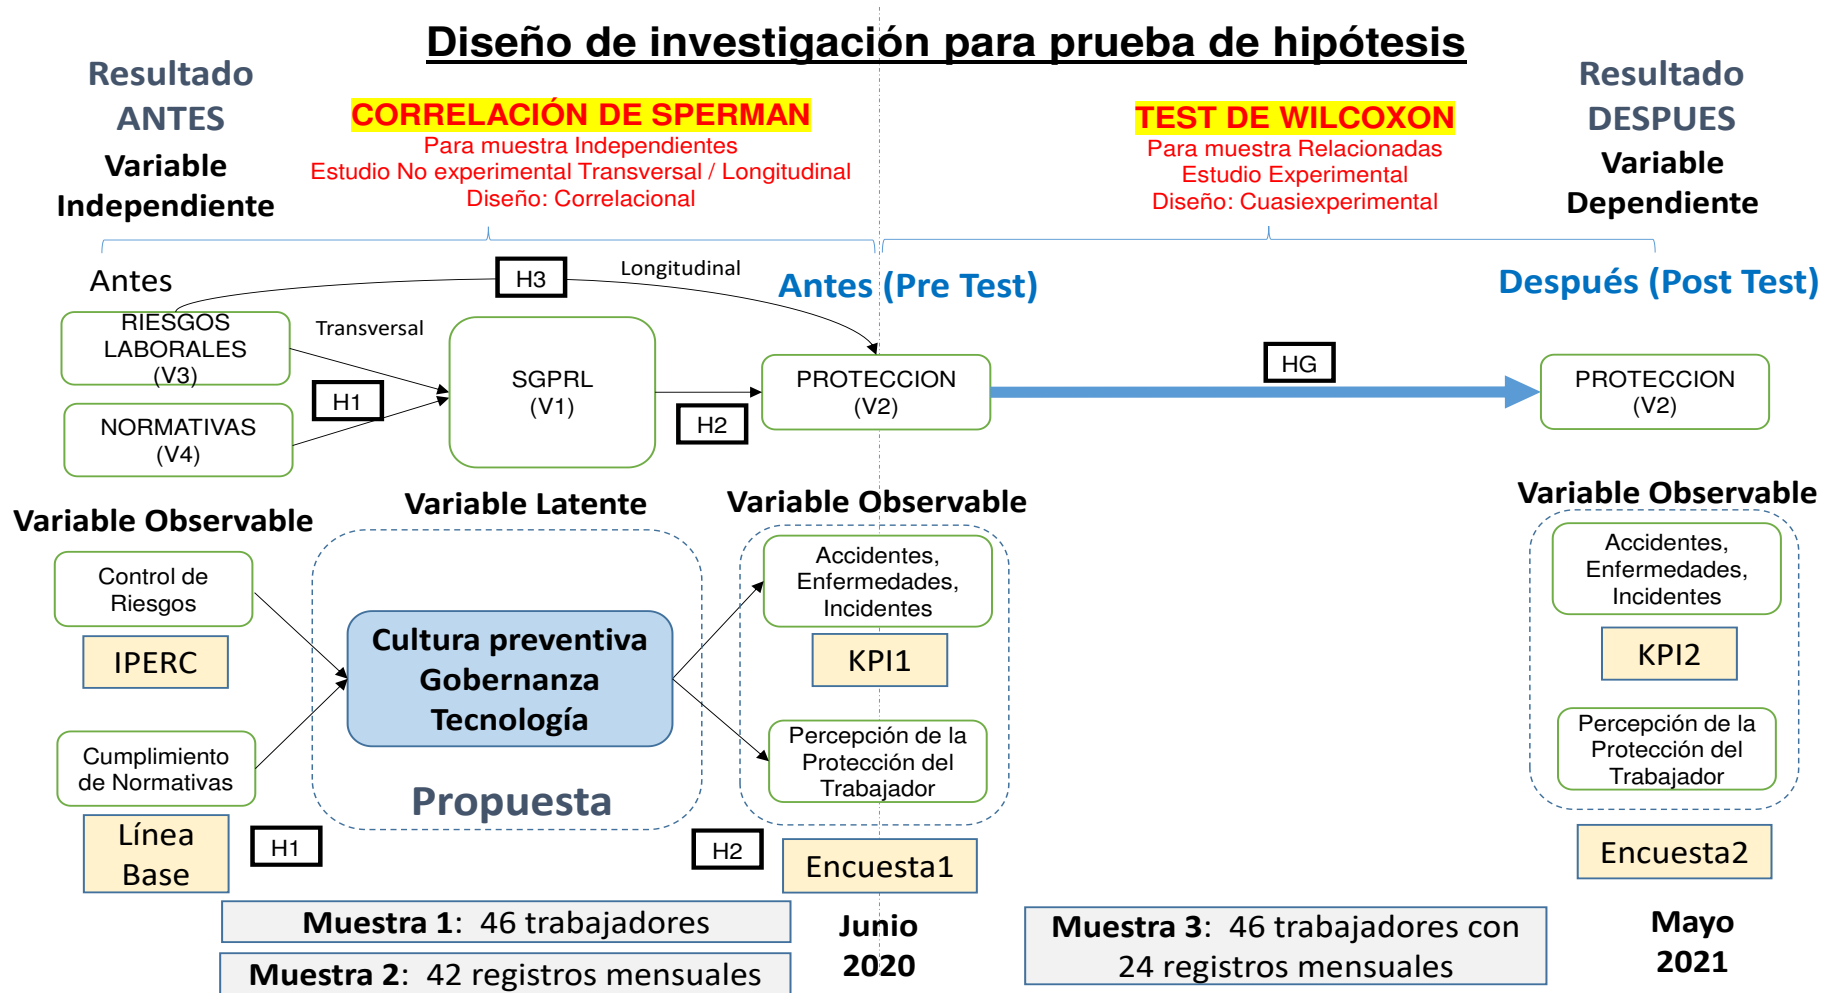 Diseño de investigación para prueba de hipótesis
Resultado
ANTES
Variable
Independiente
CORRELACIÓN DE SPERMAN
Para muestra Independientes
Estudio No experimental Transversal / Longitudinal
Diseño: Correlacional
TEST DE WILCOXON
Para muestra Relacionadas
Estudio Experimental
Diseño: Cuasiexperimental
Resultado
DESPUES
Variable
Dependiente
Antes
H3
Longitudinal
Antes (Pre Test)
Después (Post Test)
RIESGOS
LABORALES
(V3)
Transversal
H1
NORMATIVAS
(V4)
SGPRL
(V1)
H2
PROTECCION
(V2)
HG
PROTECCION
(V2)
Variable Observable
Variable Latente
Variable Observable
Variable Observable
Control de
Riesgos
IPERC
Cumplimiento
de Normativas
Línea
Base
H1
Cultura preventiva
Gobernanza
Tecnología
Propuesta
H2
Accidentes,
Enfermedades,
Incidentes
KPI1
Percepción de la
Protección del
Trabajador
Encuesta1
Accidentes,
Enfermedades,
Incidentes
KPI2
Percepción de la
Protección del
Trabajador
Encuesta2
Muestra 1: 46 trabajadores
Muestra 2: 42 registros mensuales
Junio
2020
Muestra 3: 46 trabajadores con
24 registros mensuales
Mayo
2021